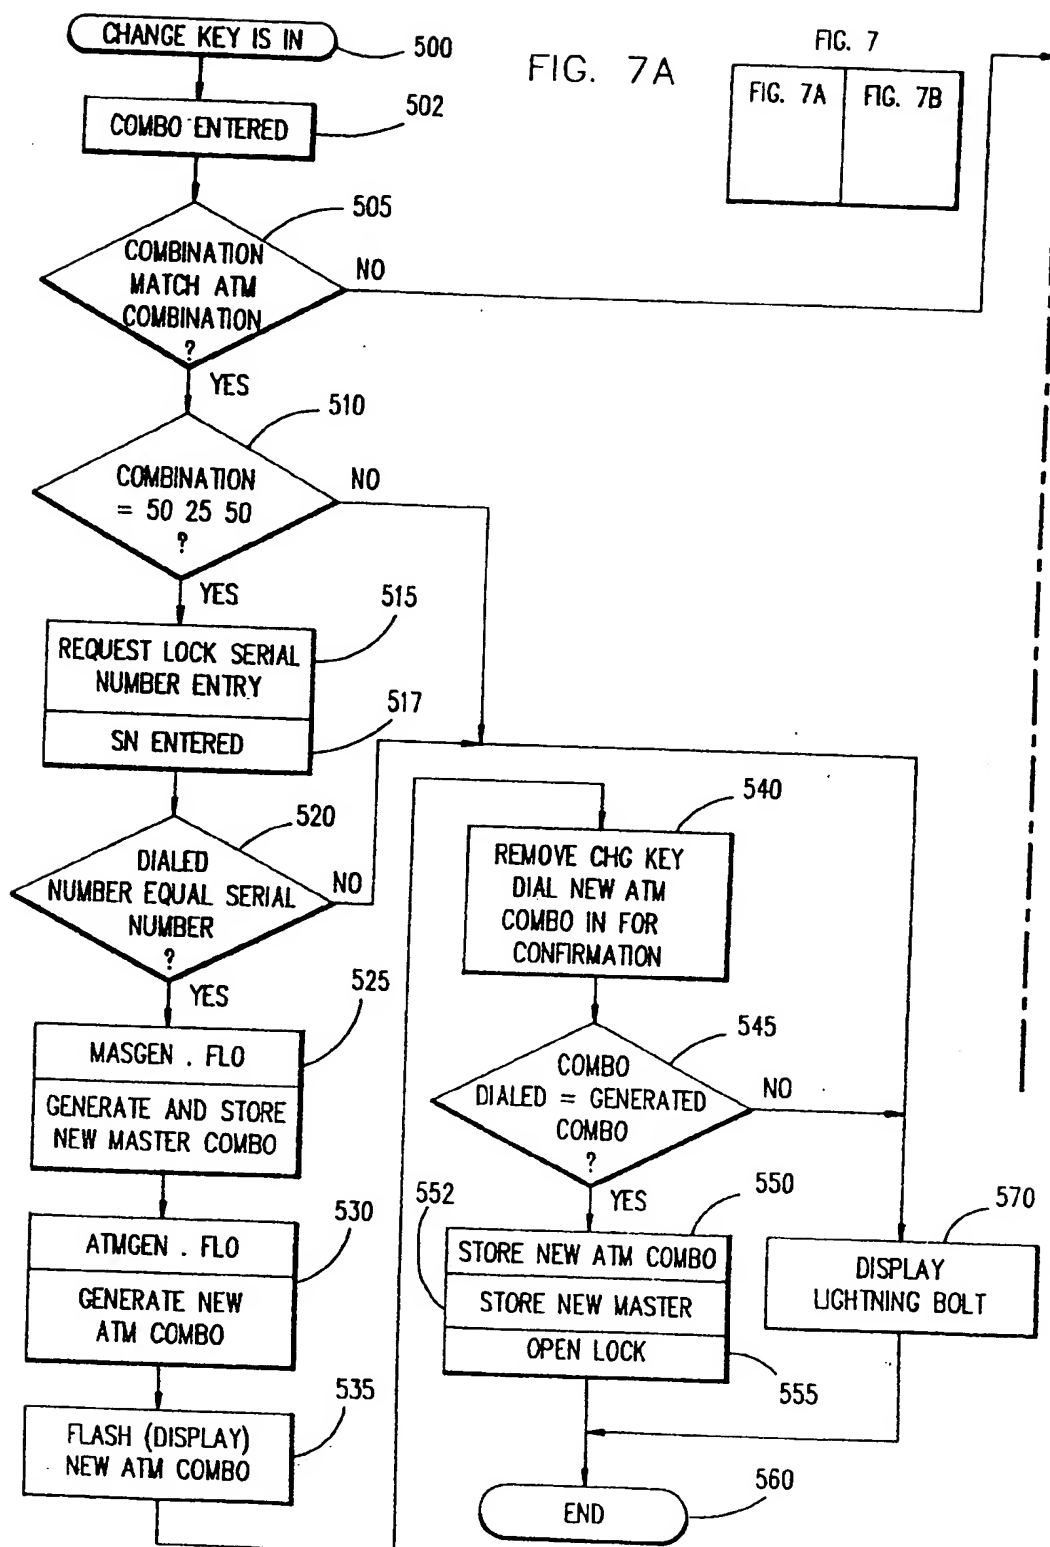 CHANGE KEY IS IN
500
FIG. 7A
FIG. 7
FIG. 7A
FIG. 7B
COMBO ENTERED
502
505
COMBINATION
MATCH ATM
COMBINATION
?
NO
YES
510
COMBINATION
= 50 25 50
?
NO
YES
515
REQUEST LOCK SERIAL
NUMBER ENTRY
517
SN ENTERED
520
DIALED
NUMBER EQUAL SERIAL
NUMBER
?
NO
YES
525
MASGEN . FLO
GENERATE AND STORE
NEW MASTER COMBO
530
ATMGEN . FLO
GENERATE NEW
ATM COMBO
535
FLASH (DISPLAY)
NEW ATM COMBO
540
REMOVE CHG KEY
DIAL NEW ATM
COMBO IN FOR
CONFIRMATION
545
COMBO
DIALED = GENERATED
COMBO
?
NO
YES
552
550
STORE NEW ATM COMBO
STORE NEW MASTER
OPEN LOCK
555
570
DISPLAY
LIGHTNING BOLT
END
560